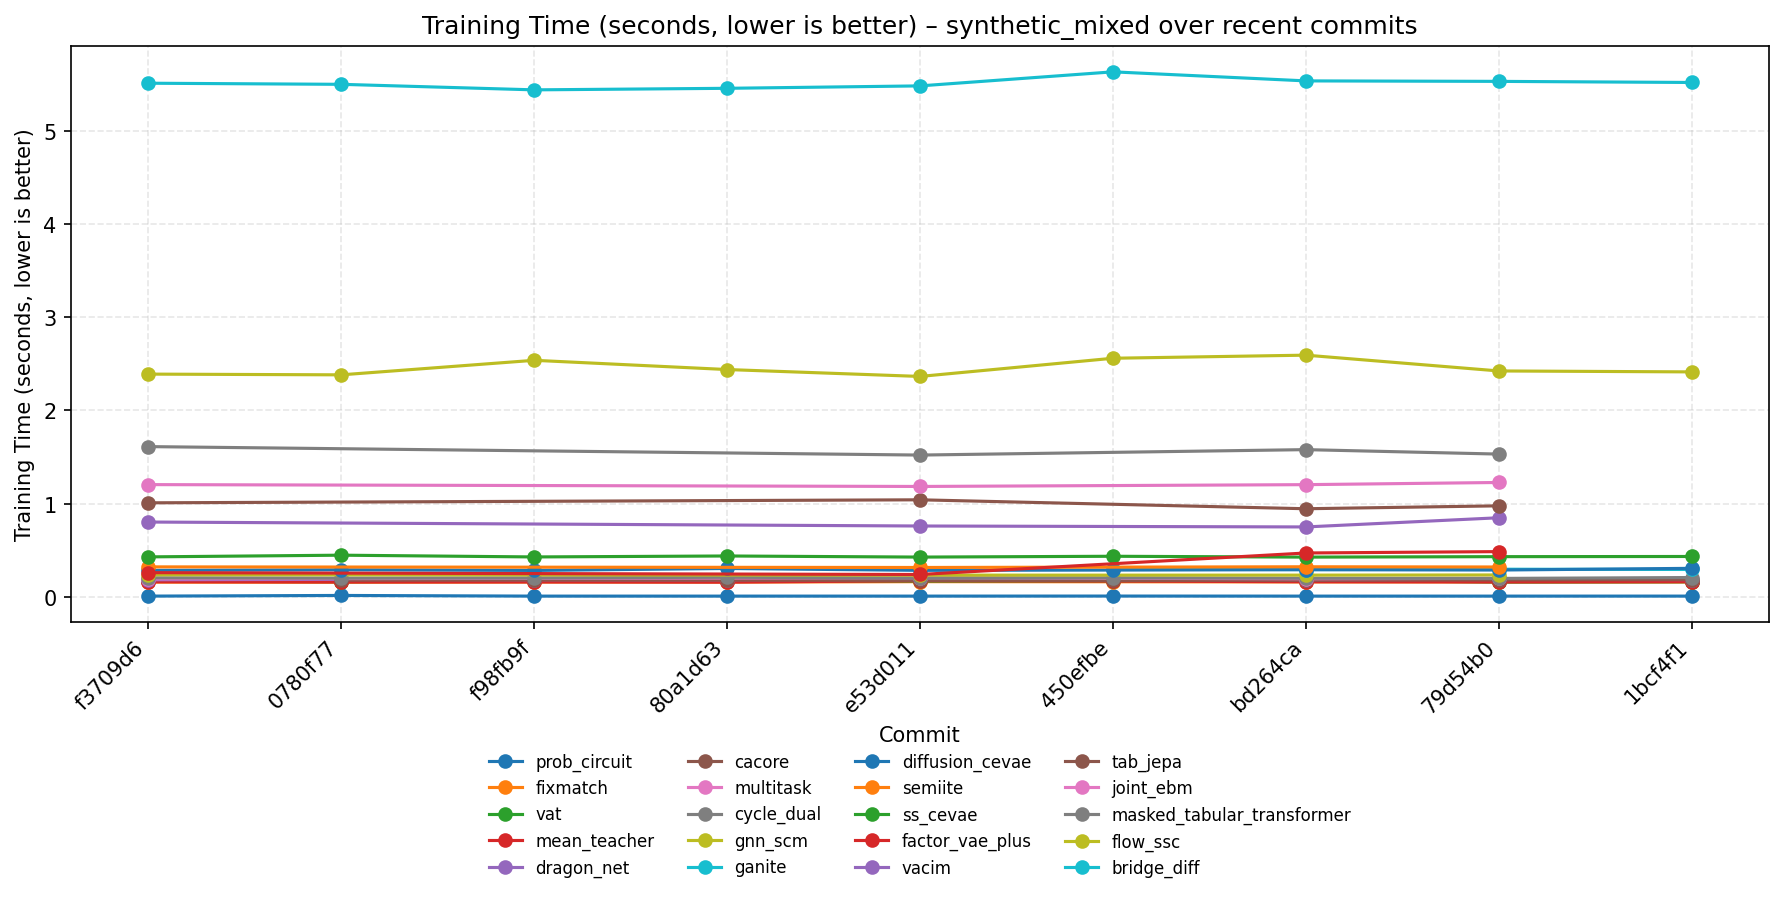 Training Time (seconds, lower is better) – synthetic_mixed over recent commits
Training Time (seconds, lower is better)
5
4
3
2
1
0
f3709d6
0780f77
f98fb9f
80a1d63
e53d011
450efbe
bd264ca
79d54b0
1bcf4f1
Commit
prob_circuit
fixmatch
vat
mean_teacher
dragon_net
cacore
multitask
cycle_dual
gnn_scm
ganite
diffusion_cevae
semiite
ss_cevae
factor_vae_plus
vacim
tab_jepa
joint_ebm
masked_tabular_transformer
flow_ssc
bridge_diff